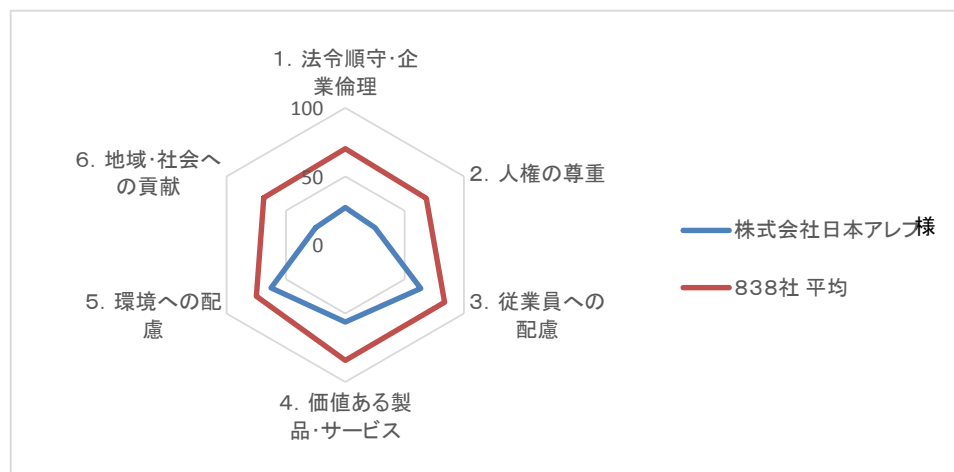 1. 法令順守・企
業倫理
100
6. 地域・社会へ
の貢献
50
2. 人権の尊重
0
株式会社日本アレフ様
838社 平均
5. 環境への配
慮
3. 従業員への
配慮
4. 価値ある製
品・サービス